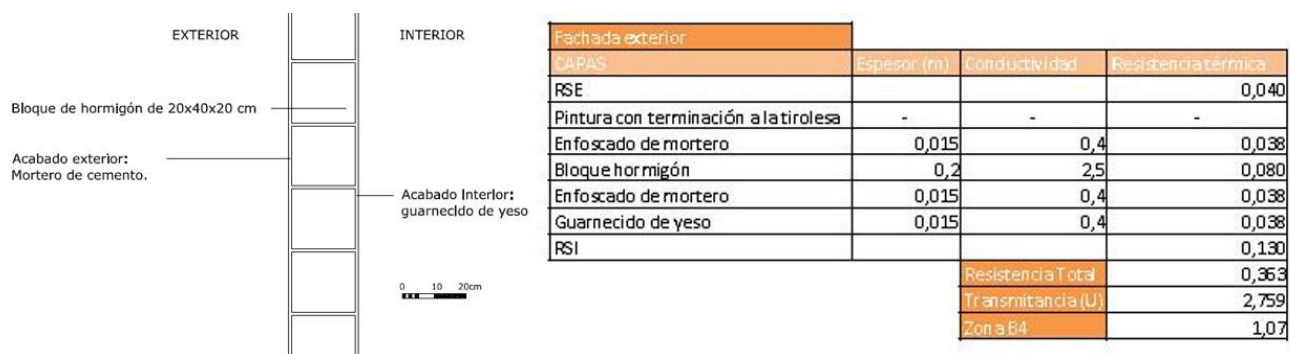 EXTERIOR
INTERIOR
Bloque de hormigón de 20x40x20 cm
Acabado exterior:
Mortero de cemento.
Acabado Interior:
guarnecido de yeso
0 10 20cm
Fachada exterior
CAPAS Espesor (m) Conductividad Resistencia térmica
RSE 0,040
Pintura con terminación a la tirolesa - - -
Enfoscado de mortero 0,015 0,4 0,038
Bloque hormigón 0,2 2,5 0,080
Enfoscado de mortero 0,015 0,4 0,038
Guarnecido de yeso 0,015 0,4 0,038
RSI 0,130
Resistencia Total 0,363
Transmitancia (U) 2,759
Zona B4 1,07